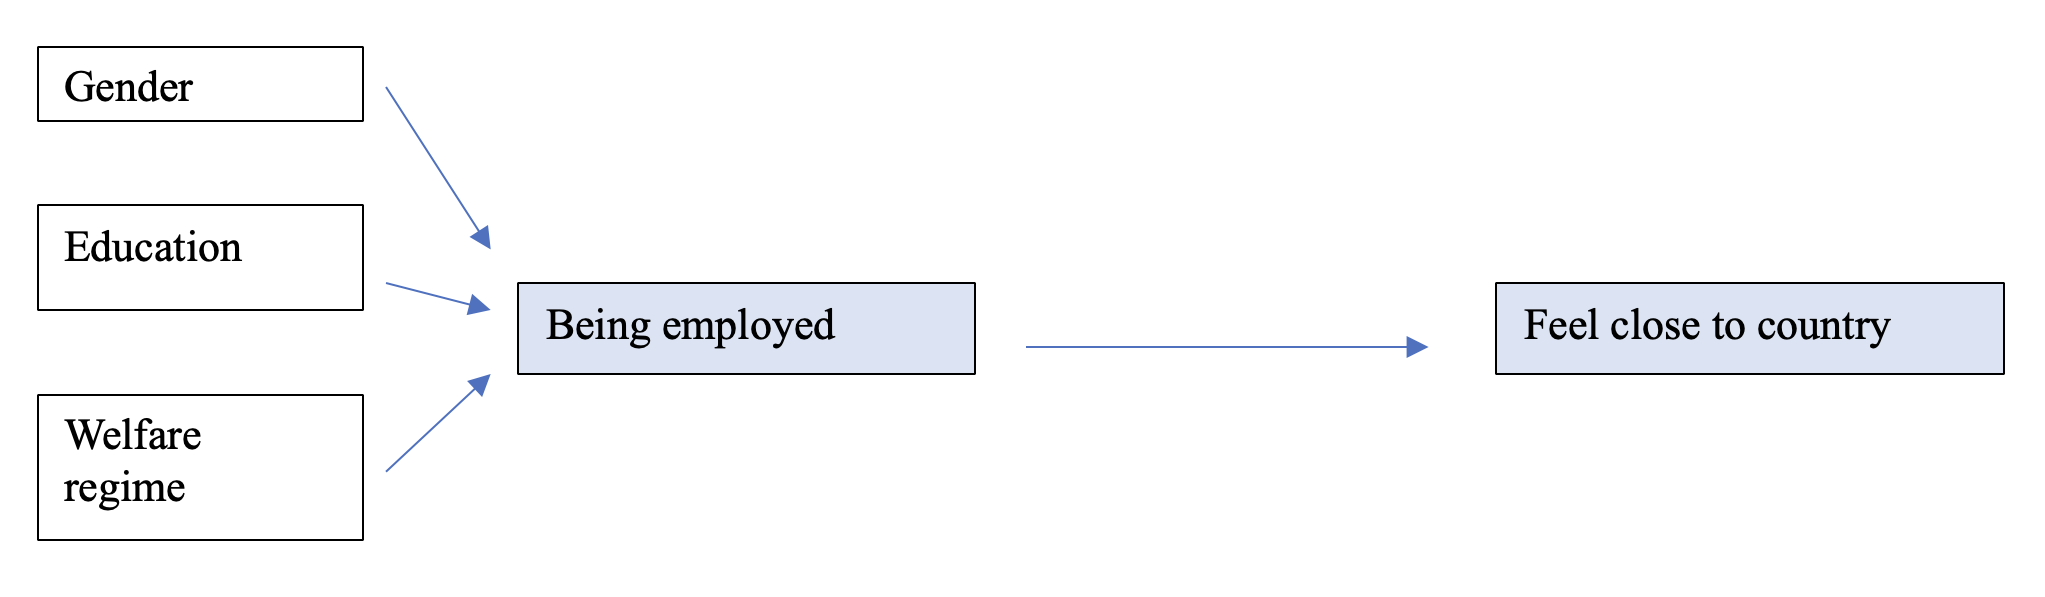 Gender
Education
Being employed
Feel close to country
Welfare
regime